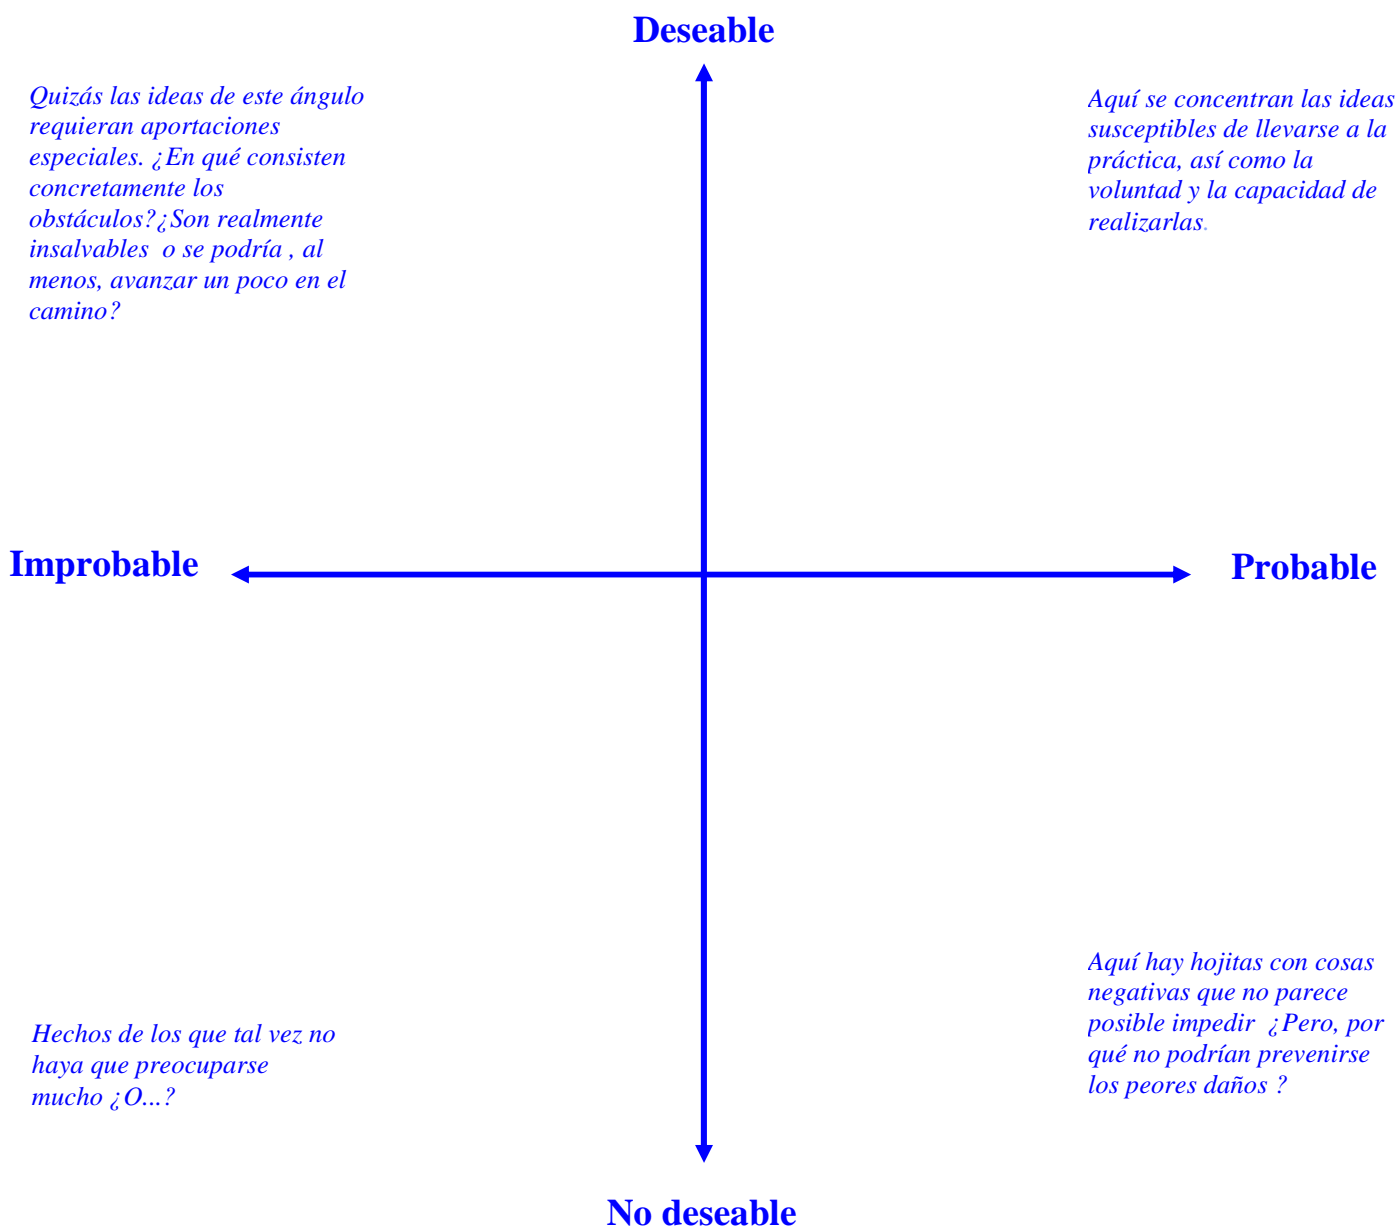 Deseable
Quizás las ideas de este ángulo
requieran aportaciones
especiales. ¿En qué consisten
concretamente los
obstáculos?¿Son realmente
insalvables  o se podría , al
menos, avanzar un poco en el
camino?
Aquí se concentran las ideas
susceptibles de llevarse a la
práctica, así como la
voluntad y la capacidad de
realizarlas.
Improbable
Probable
Hechos de los que tal vez no
haya que preocuparse
mucho ¿O...?
Aquí hay hojitas con cosas
negativas que no parece
posible impedir  ¿Pero, por
qué no podrían prevenirse
los peores daños ?
No deseable